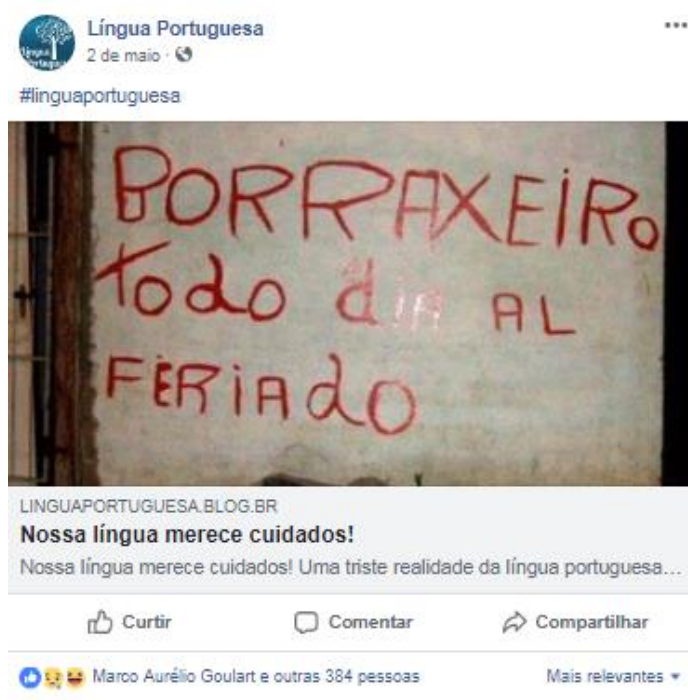 Língua Portuguesa
2 de maio ·
#linguaportuguesa
BORRAXEIRO
todo dia AL
FERIADO
LINGUAPORTUGUESA.BLOG.BR
Nossa língua merece cuidados!
Nossa língua merece cuidados! Uma triste realidade da língua portuguesa...
Curtir Comentar Compartilhar
Marco Aurélio Goulart e outras 384 pessoas Mais relevantes